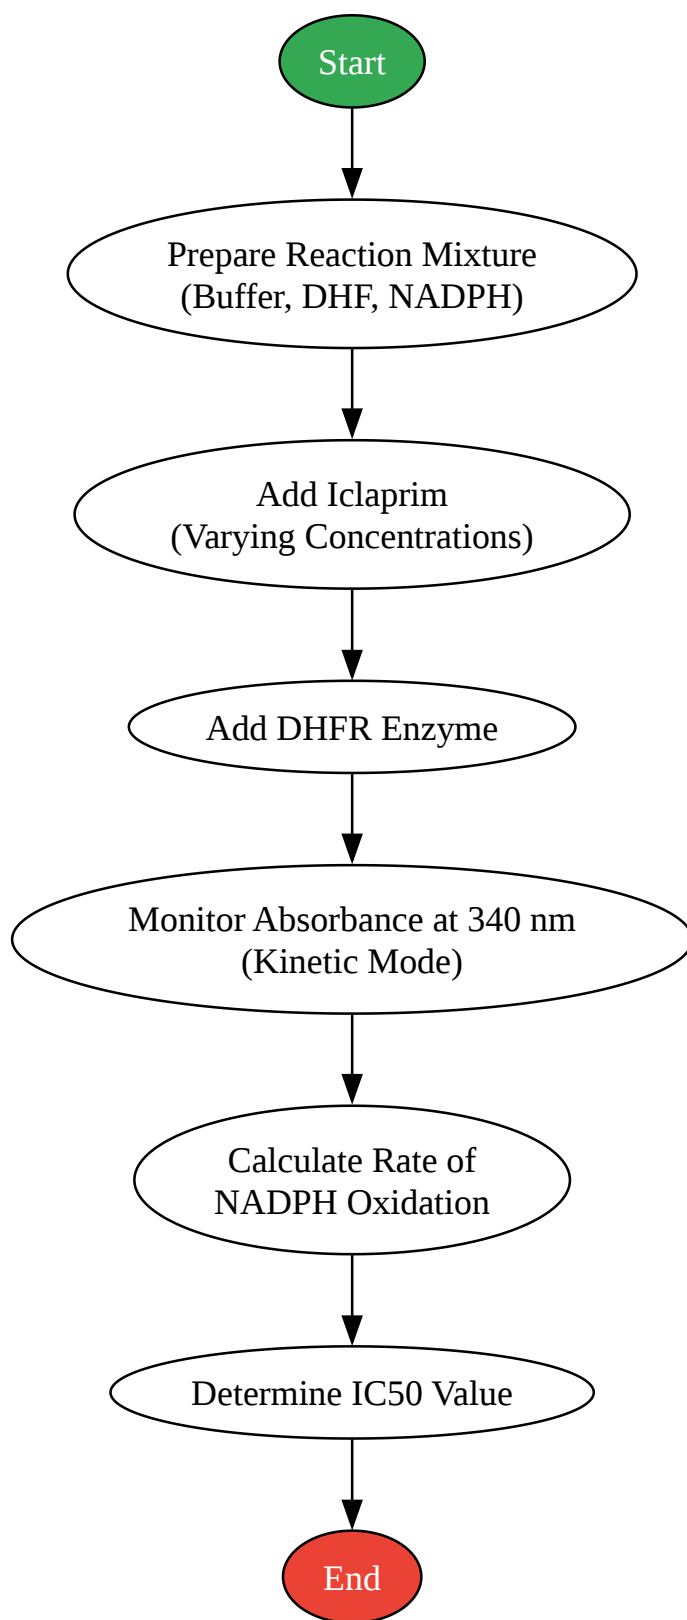 Start
Prepare Reaction Mixture
(Buffer, DHF, NADPH)
Add Iclaprim
(Varying Concentrations)
Add DHFR Enzyme
Monitor Absorbance at 340 nm
(Kinetic Mode)
Calculate Rate of
NADPH Oxidation
Determine IC50 Value
End